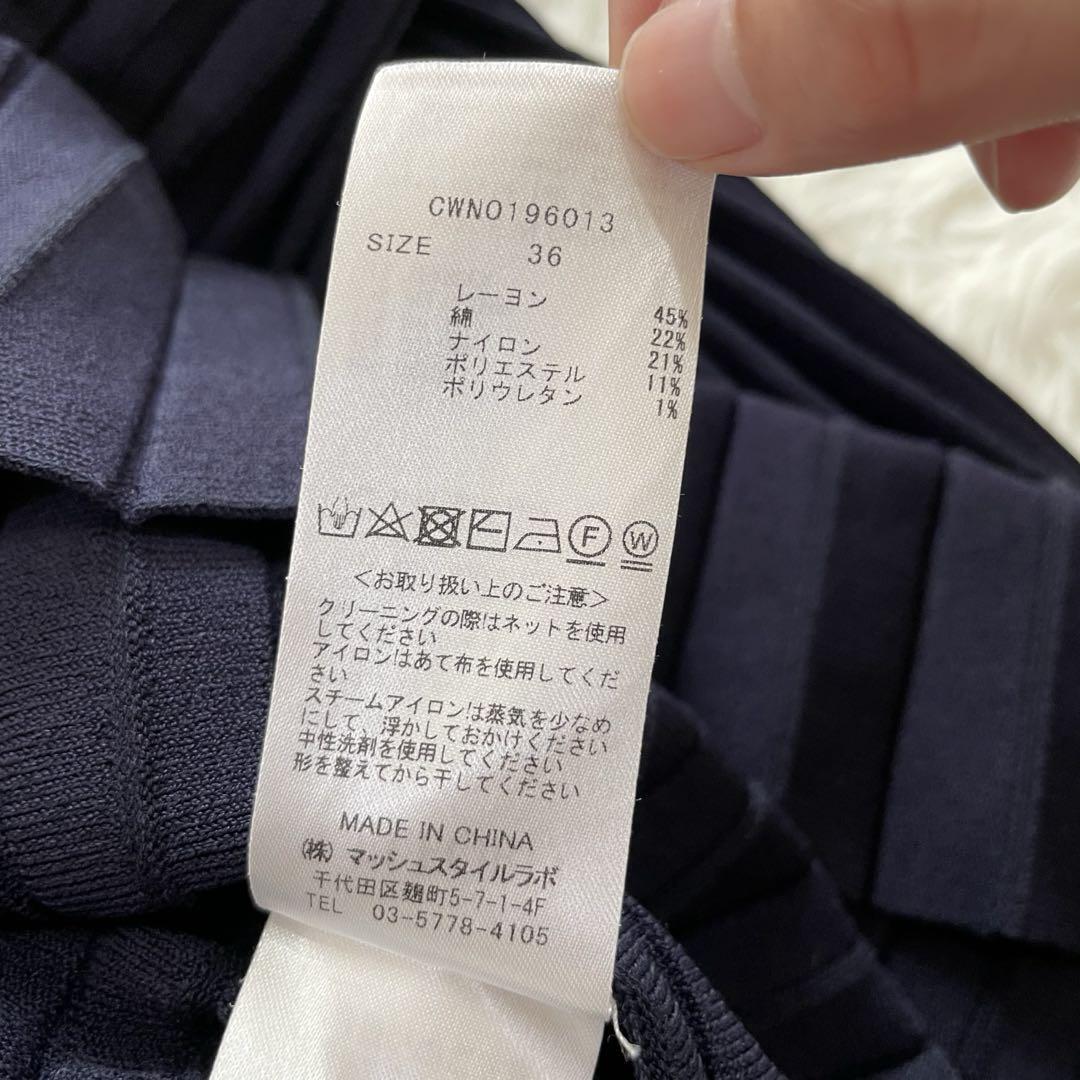 CWNO196013
SIZE 36
レーヨン 45%
綿 22%
ナイロン 21%
ポリエステル 11%
ポリウレタン 1%
F W
＜お取り扱い上のご注意＞
クリーニングの際はネットを使用
してください
アイロンはあて布を使用してくだ
さい
スチームアイロンは蒸気を少なめ
にして、浮かしておかけください
中性洗剤を使用してください
形を整えてから干してください
MADE IN CHINA
(株) マッシュスタイルラボ
千代田区麹町5-7-1-4F
TEL 03-5778-4105